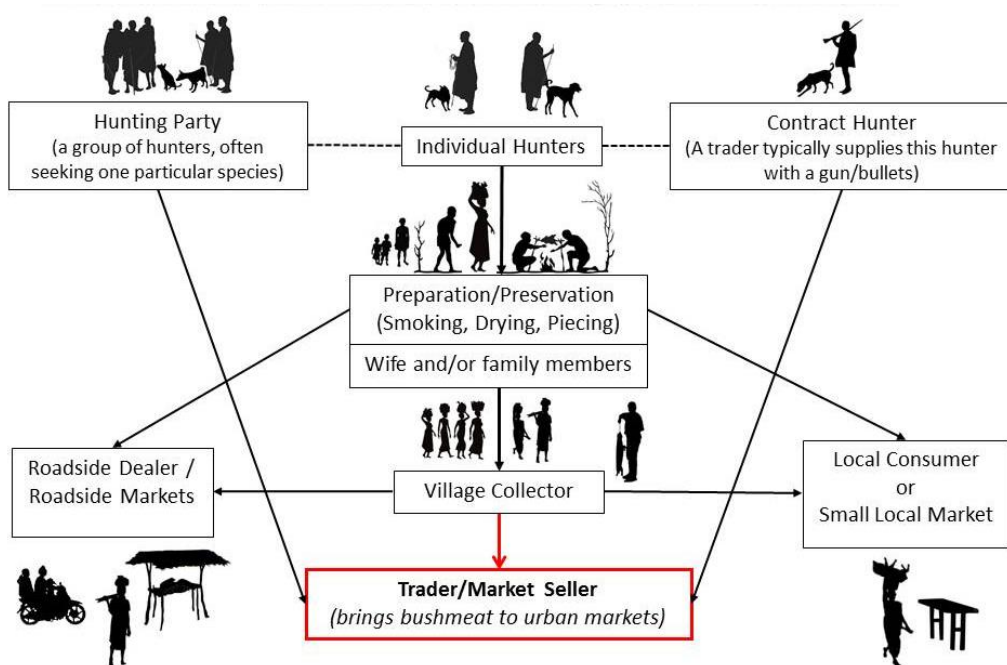 Hunting Party
(a group of hunters, often
seeking one particular species)
Individual Hunters
Contract Hunter
(A trader typically supplies this hunter
with a gun/bullets)
Preparation/Preservation
(Smoking, Drying, Piecing)
Wife and/or family members
Roadside Dealer /
Roadside Markets
Village Collector
Local Consumer
or
Small Local Market
Trader/Market Seller
(brings bushmeat to urban markets)